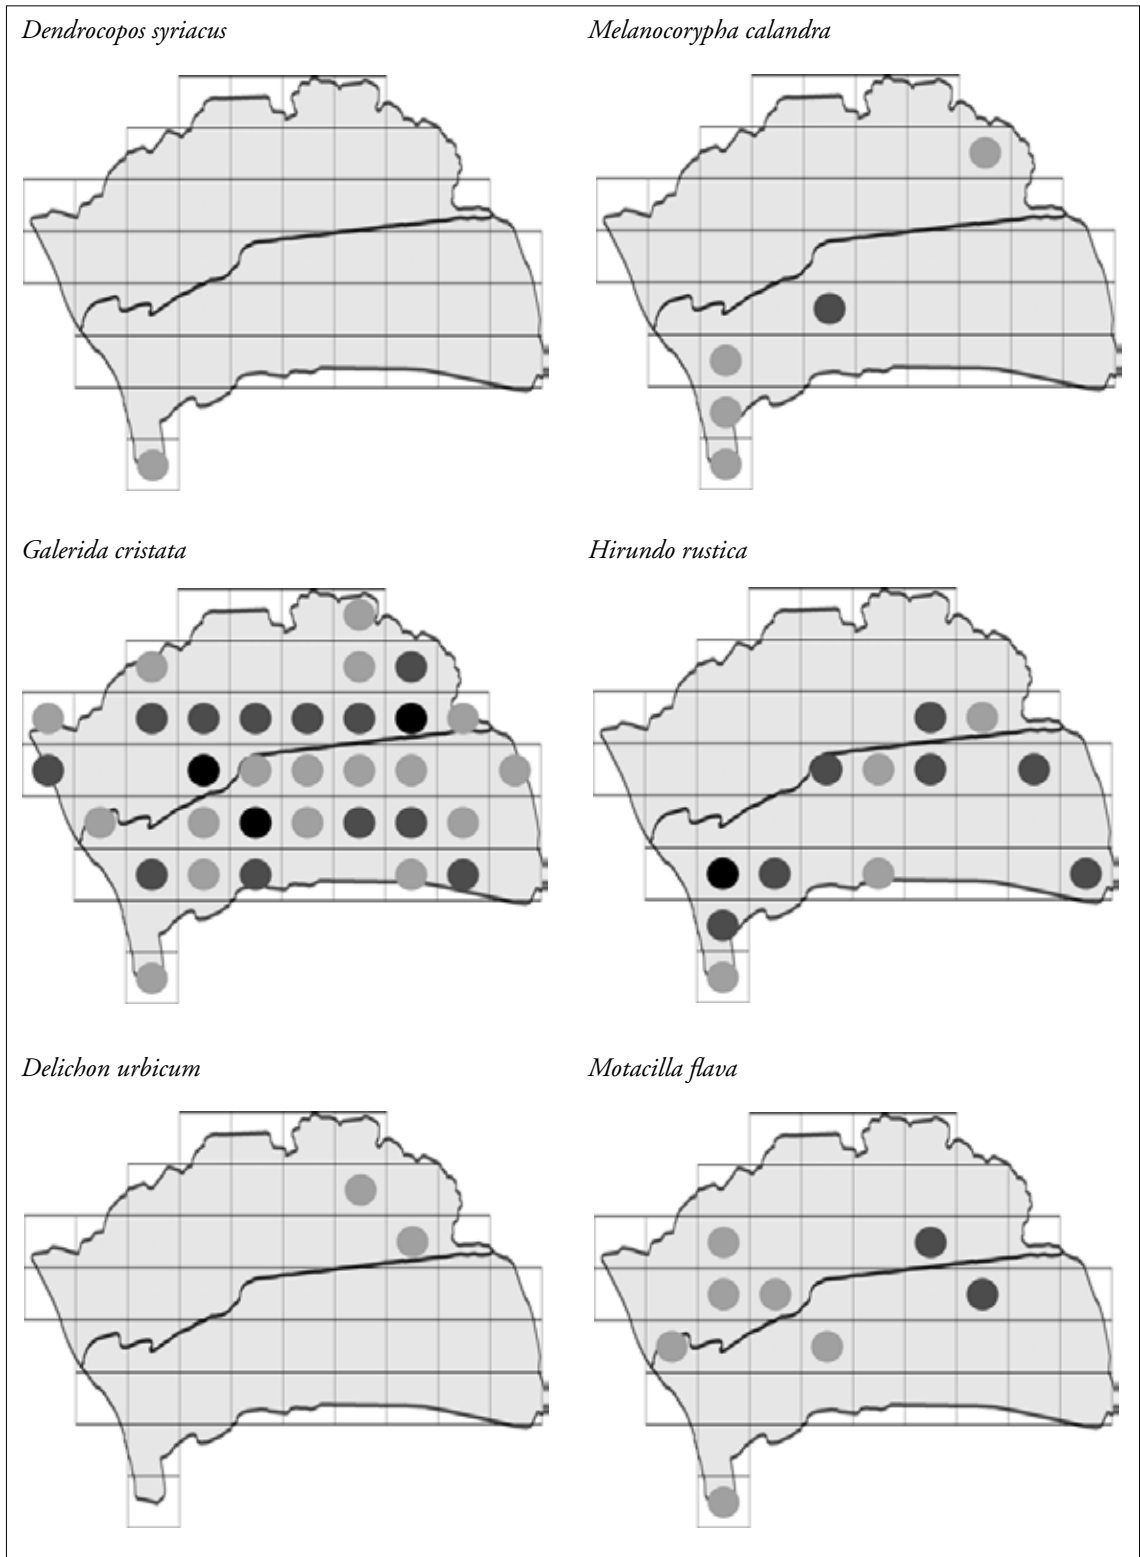 Dendrocopos syriacus
Melanocorypha calandra
Galerida cristata
Hirundo rustica
Delichon urbicum
Motacilla flava